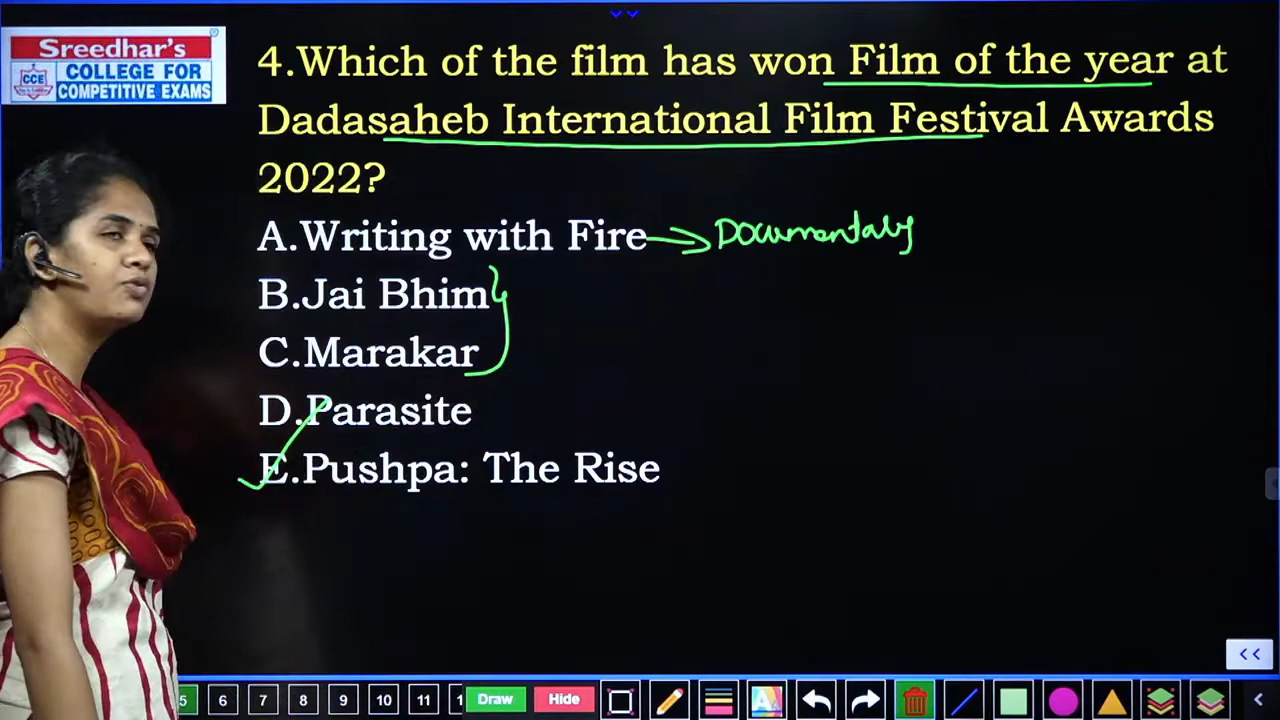 Sreedhar's
CCE
COLLEGE FOR
COMPETITIVE EXAMS
4.Which of the film has won Film of the year at
Dadasaheb International Film Festival Awards
2022?
A.Writing with Fire → Documentary
B.Jai Bhim
C.Marakar
D.Parasite
E.Pushpa: The Rise
<<
5 6 7 8 9 10 11 1 Draw Hide A
<